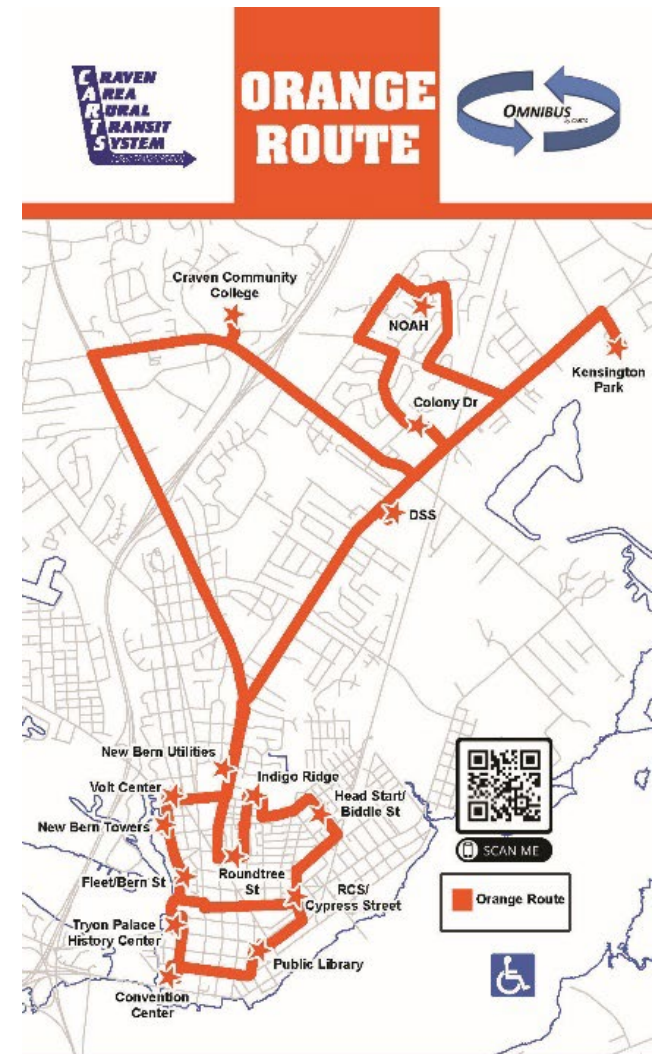 CRAVEN
AREA
RURAL
TRANSIT
SYSTEM
ORANGE
ROUTE
OMNIBUS
Craven Community
College
NOAH
Kensington
Park
Colony Dr
DSS
New Bern Utilities
Indigo Ridge
Volt Center
Head Start/
Biddle St
New Bern Towers
SCAN ME
Fleet/Bern St
Roundtree
St
RCS/
Cypress Street
Orange Route
Tryon Palace
History Center
Public Library
Convention
Center